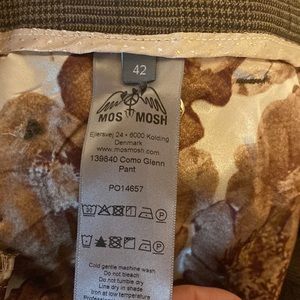 42
MOS MOSH
Ejlersvej 24 • 6000 Kolding
Denmark
www.mosmosh.com
139840 Como Glenn
Pant
PO14657
Cold gentle machine wash
Do not bleach
Do not tumble dry
Line dry in shade
Iron at low temperature